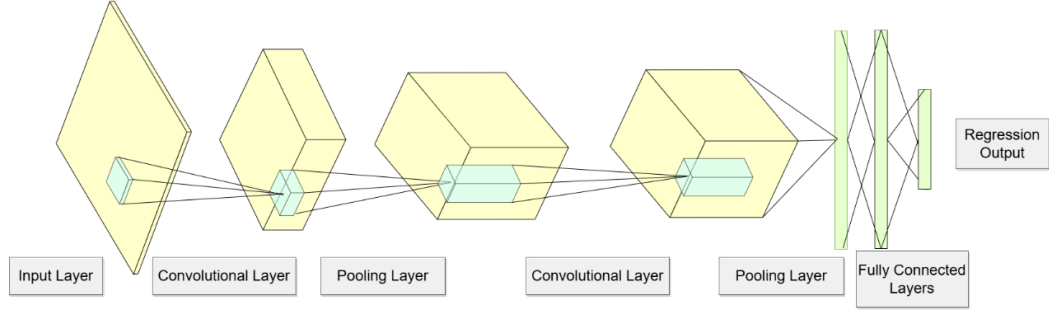 Regression
Output
Input Layer
Convolutional Layer
Pooling Layer
Convolutional Layer
Pooling Layer
Fully Connected
Layers